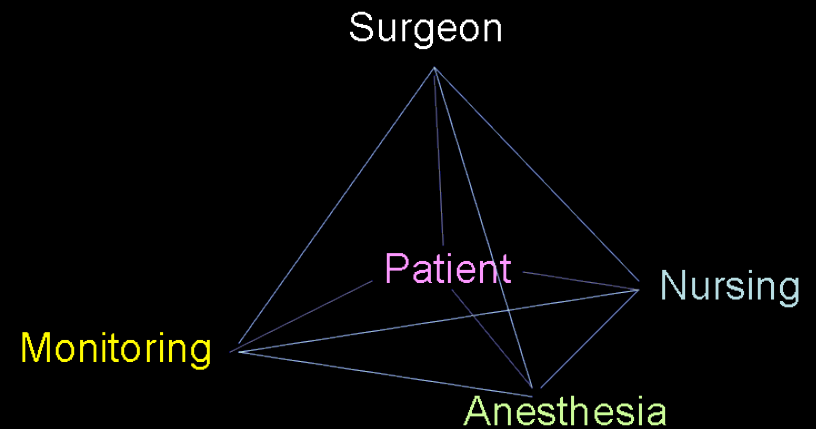 Surgeon
Patient
Nursing
Monitoring
Anesthesia